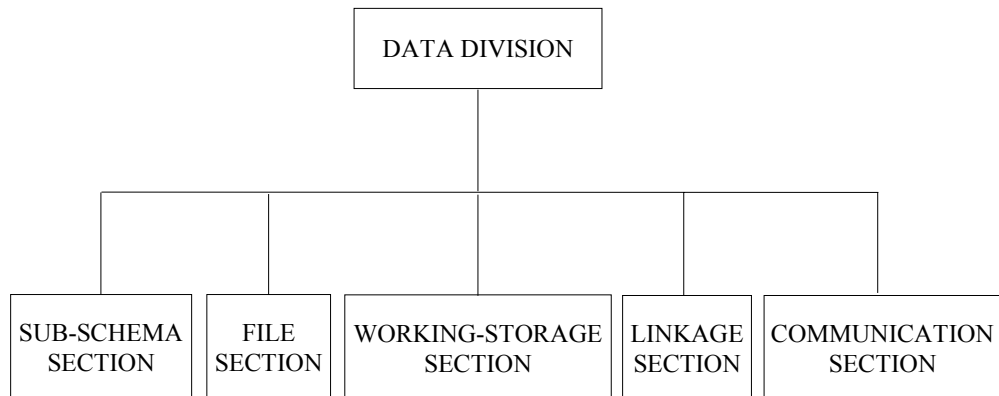 DATA DIVISION
SUB-SCHEMA
SECTION
FILE
SECTION
WORKING-STORAGE
SECTION
LINKAGE
SECTION
COMMUNICATION
SECTION